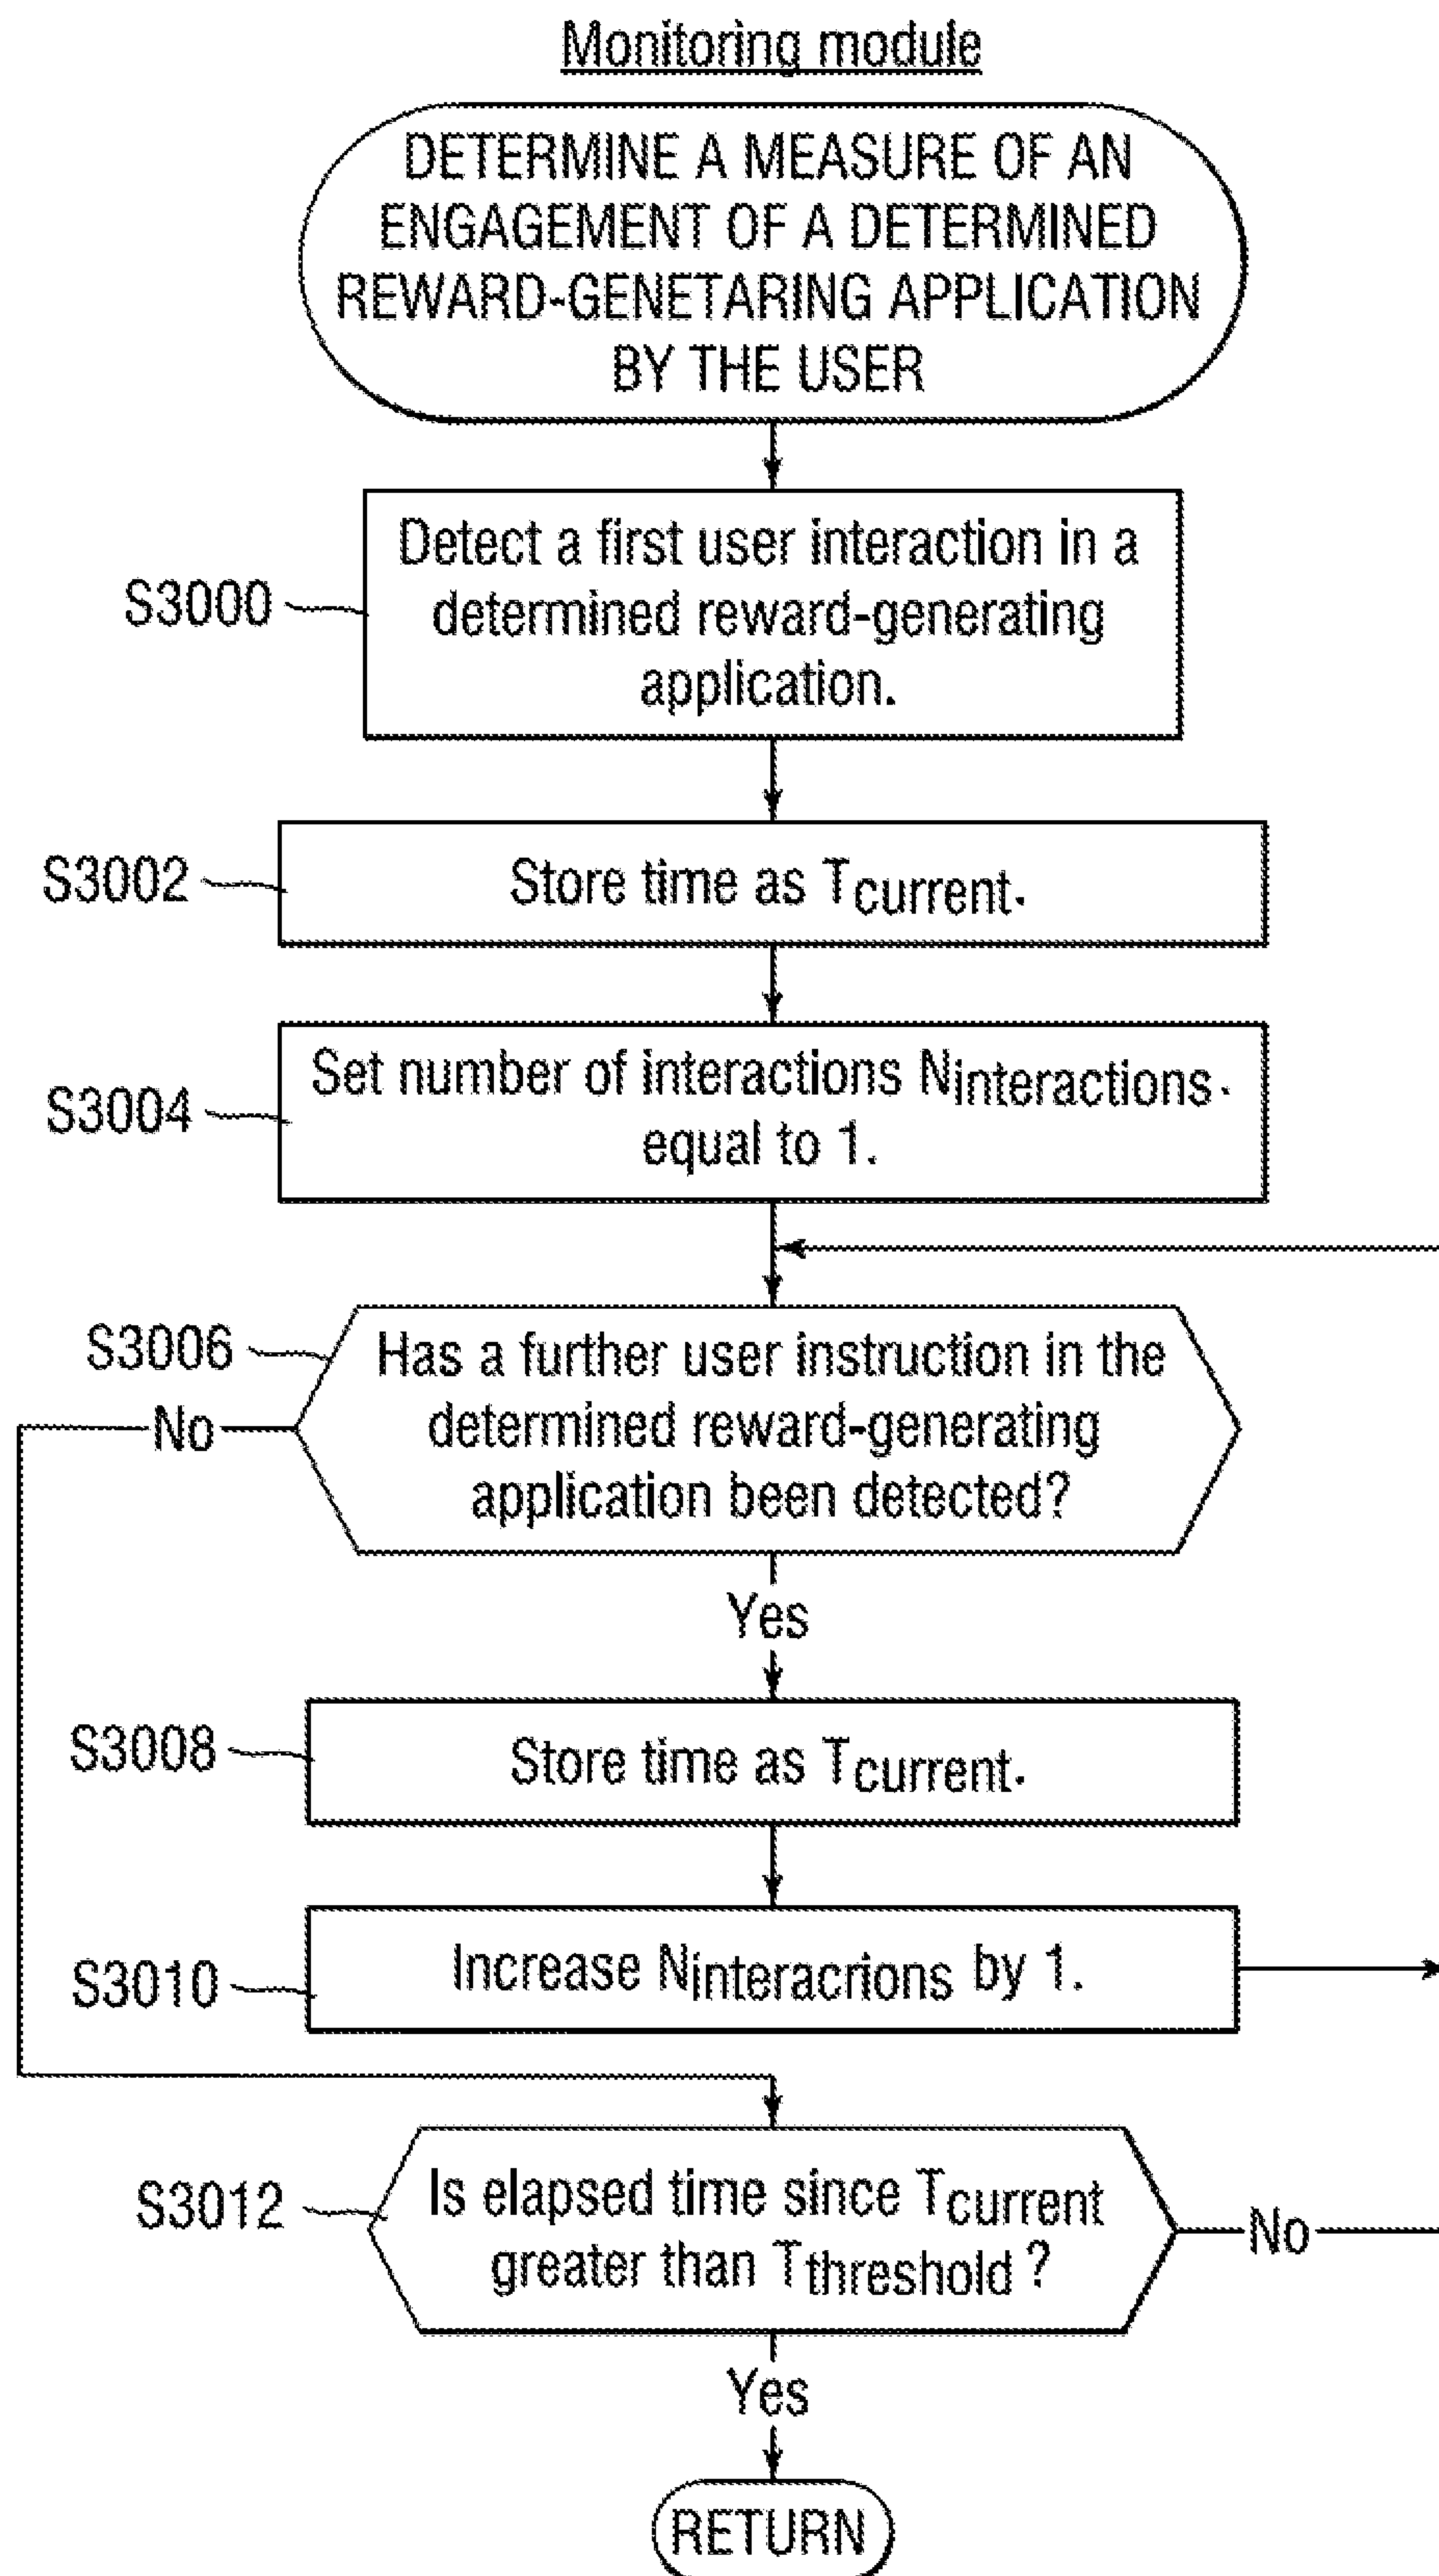 Monitoring module
DETERMINE A MEASURE OF AN
ENGAGEMENT OF A DETERMINED
REWARD-GENETARING APPLICATION
BY THE USER
S3000
Detect a first user interaction in a
determined reward-generating
application.
S3002
Store time as Tcurrent.
S3004
Set number of interactions Ninteractions.
equal to 1.
S3006
Has a further user instruction in the
determined reward-generating
application been detected?
No
Yes
S3008
Store time as Tcurrent.
S3010
Increase Ninteracrions by 1.
S3012
Is elapsed time since Tcurrent
greater than Tthreshold?
No
Yes
RETURN